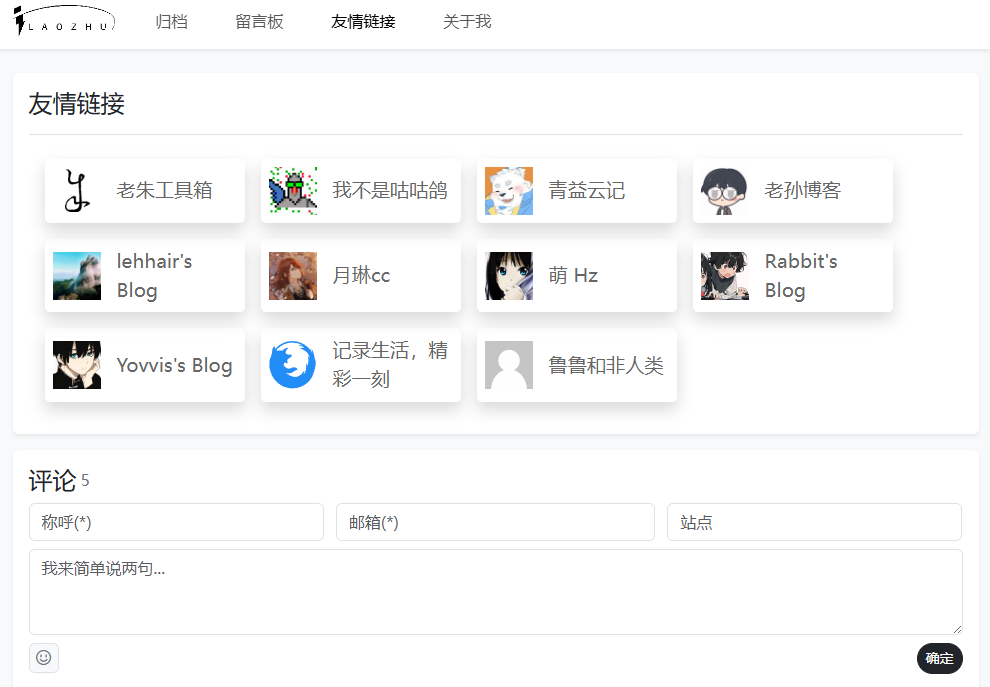 LAOZHU 归档 留言板 友情链接 关于我
友情链接
老朱工具箱 我不是咕咕鸽 青益云记 老孙博客
lehhair's
Blog
月琳cc 萌 Hz
Rabbit's
Blog
Yovvis's Blog
记录生活，精
彩一刻
鲁鲁和非人类
评论 5
称呼(*) 邮箱(*) 站点
我来简单说两句...
确定